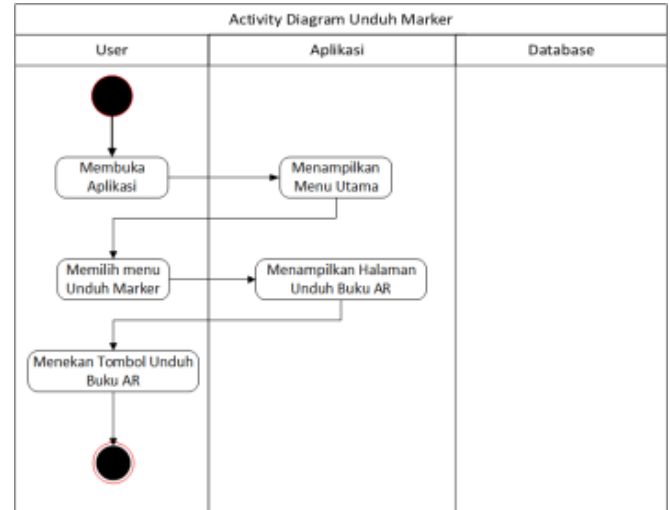 Activity Diagram Unduh Marker
User
Aplikasi
Database
Membuka
Aplikasi
Menampilkan
Menu Utama
Memilih menu
Unduh Marker
Menampilkan Halaman
Unduh Buku AR
Menekan Tombol Unduh
Buku AR